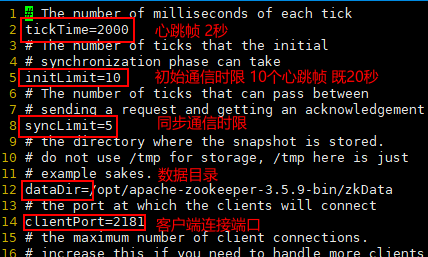 1 # The number of milliseconds of each tick
2 tickTime=2000 心跳帧 2秒
3 # The number of ticks that the initial
4 # synchronization phase can take
5 initLimit=10 初始通信时限 10个心跳帧 既20秒
6 # The number of ticks that can pass between
7 # sending a request and getting an acknowledgement
8 syncLimit=5 同步通信时限
9 # the directory where the snapshot is stored.
10 # do not use /tmp for storage, /tmp here is just
11 # example sakes. 数据目录
12 dataDir=/opt/apache-zookeeper-3.5.9-bin/zkData
13 # the port at which the clients will connect
14 clientPort=2181 客户端连接端口
15 # the maximum number of client connections.
16 # increase this if you need to handle more clients